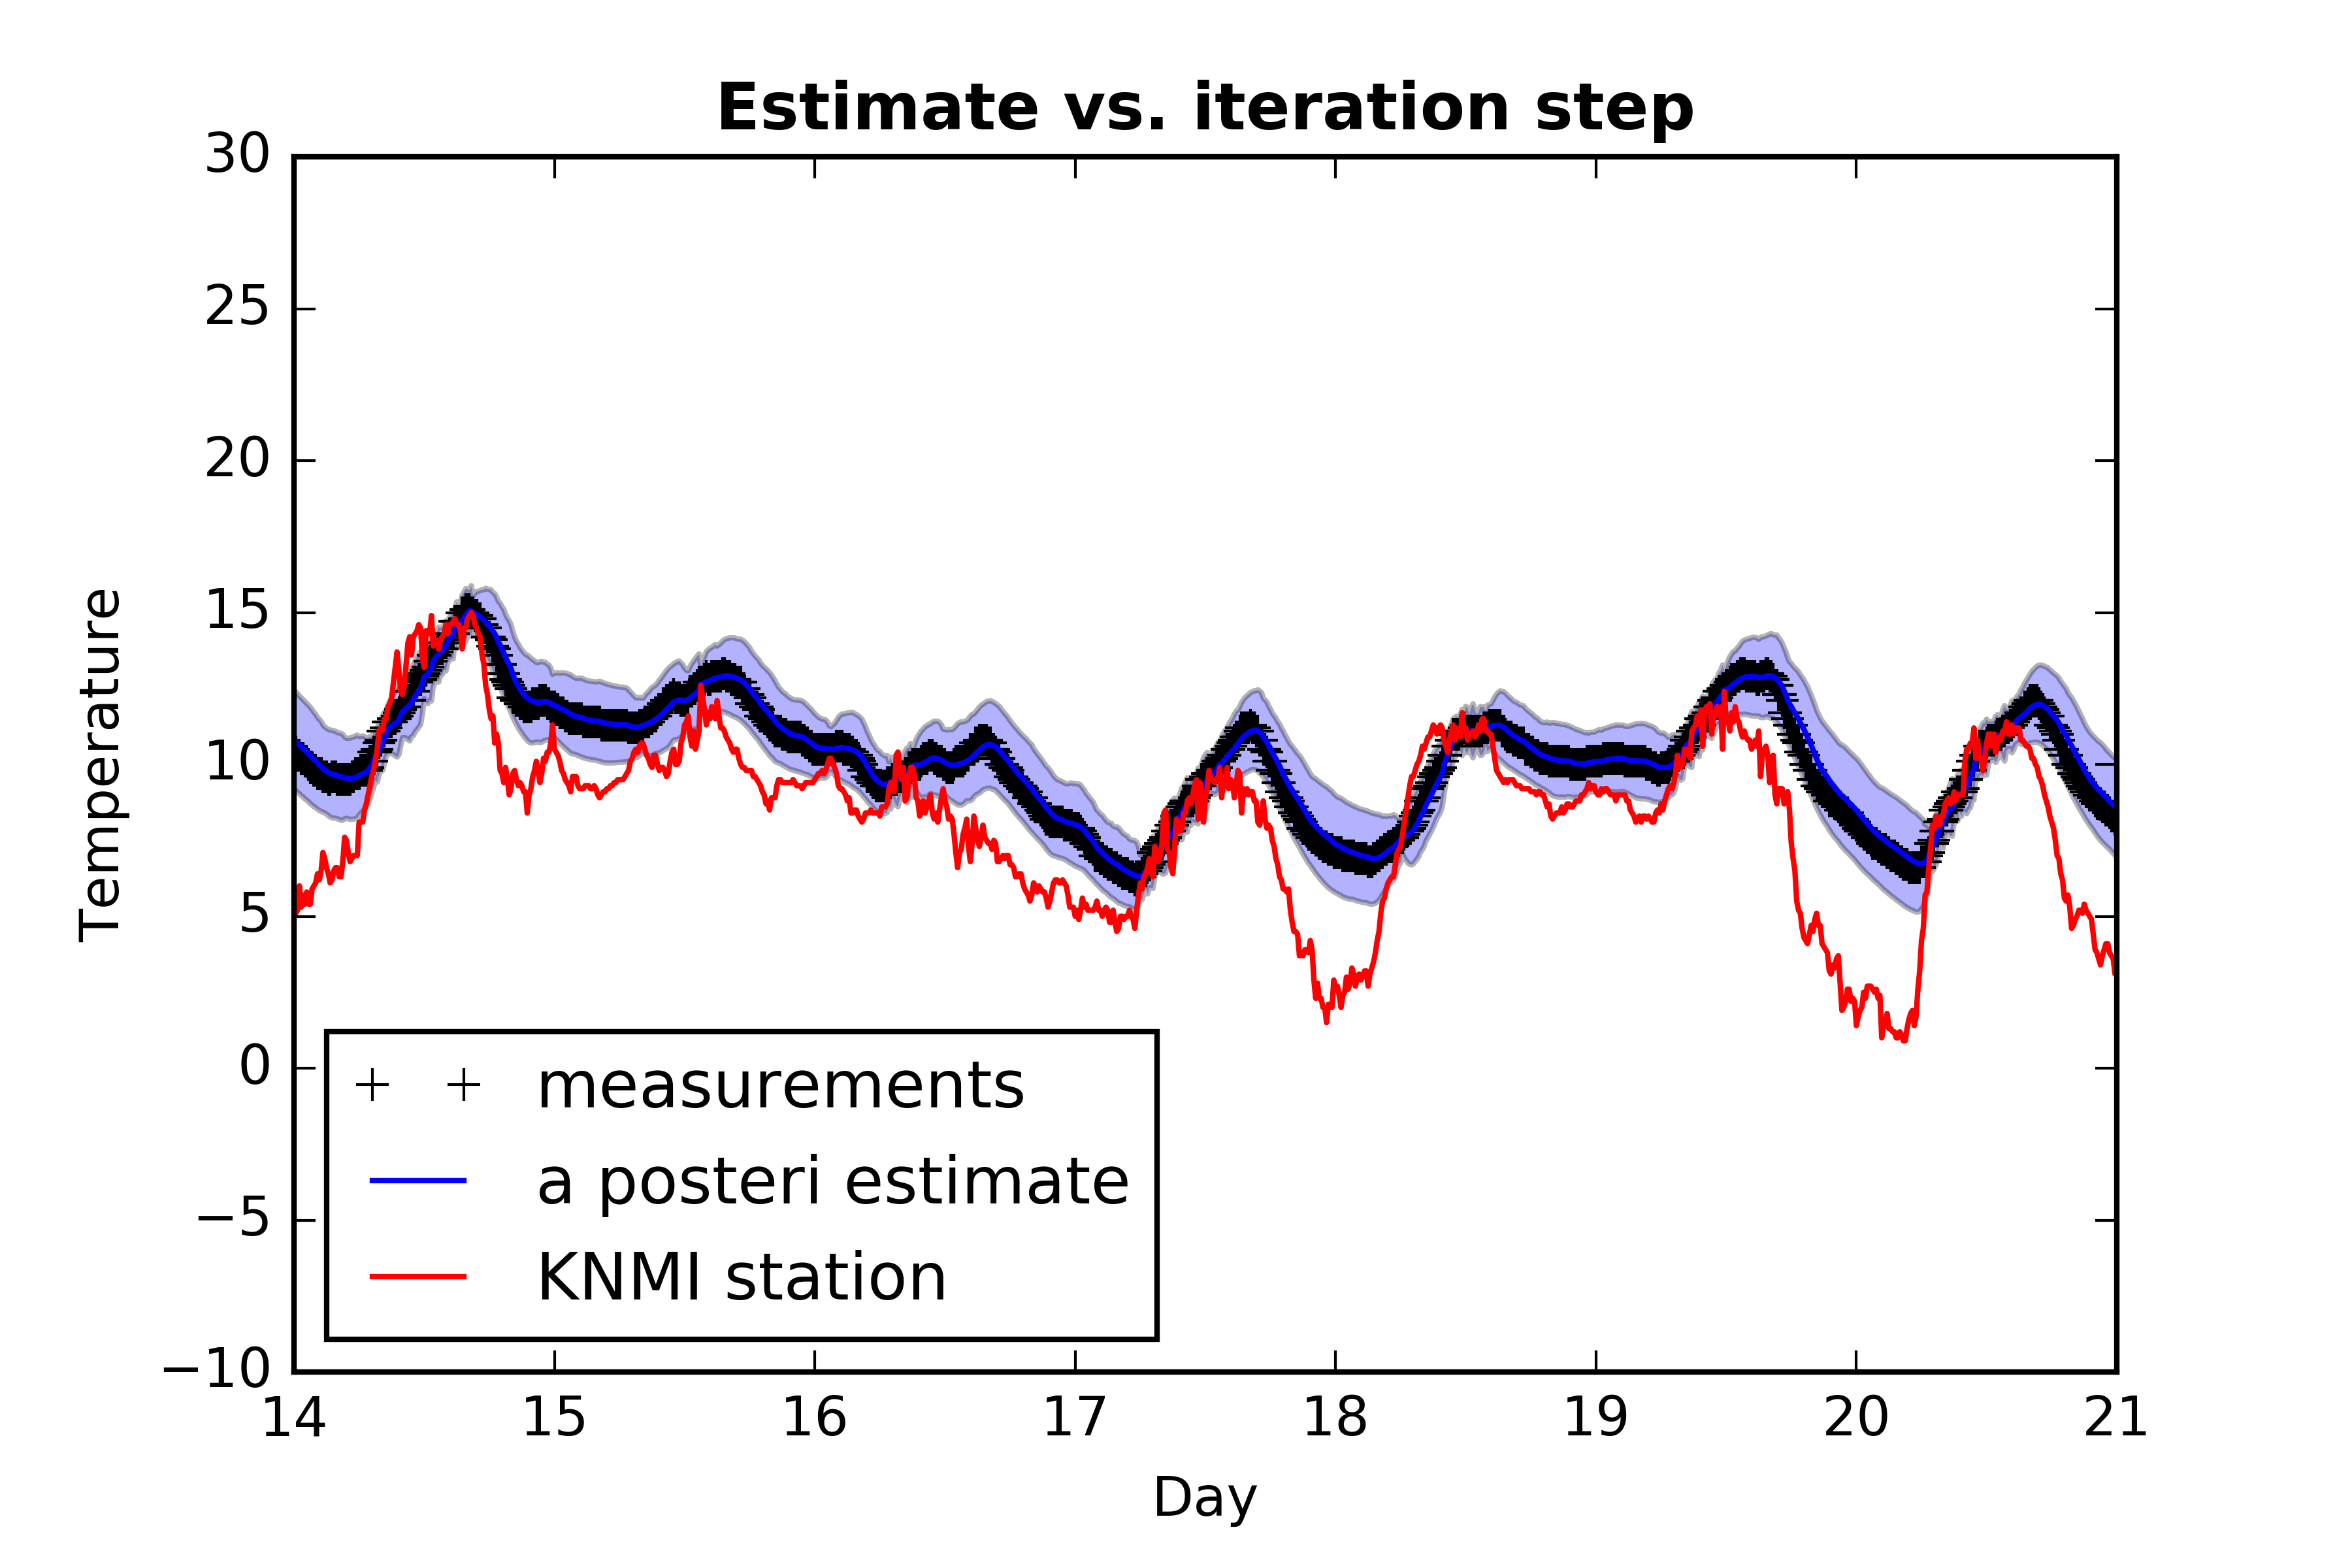 Estimate vs. iteration step
30
25
20
15
10
5
0
−5
−10
Temperature
measurements
a posteri estimate
KNMI station
14 15 16 17 18 19 20 21
Day